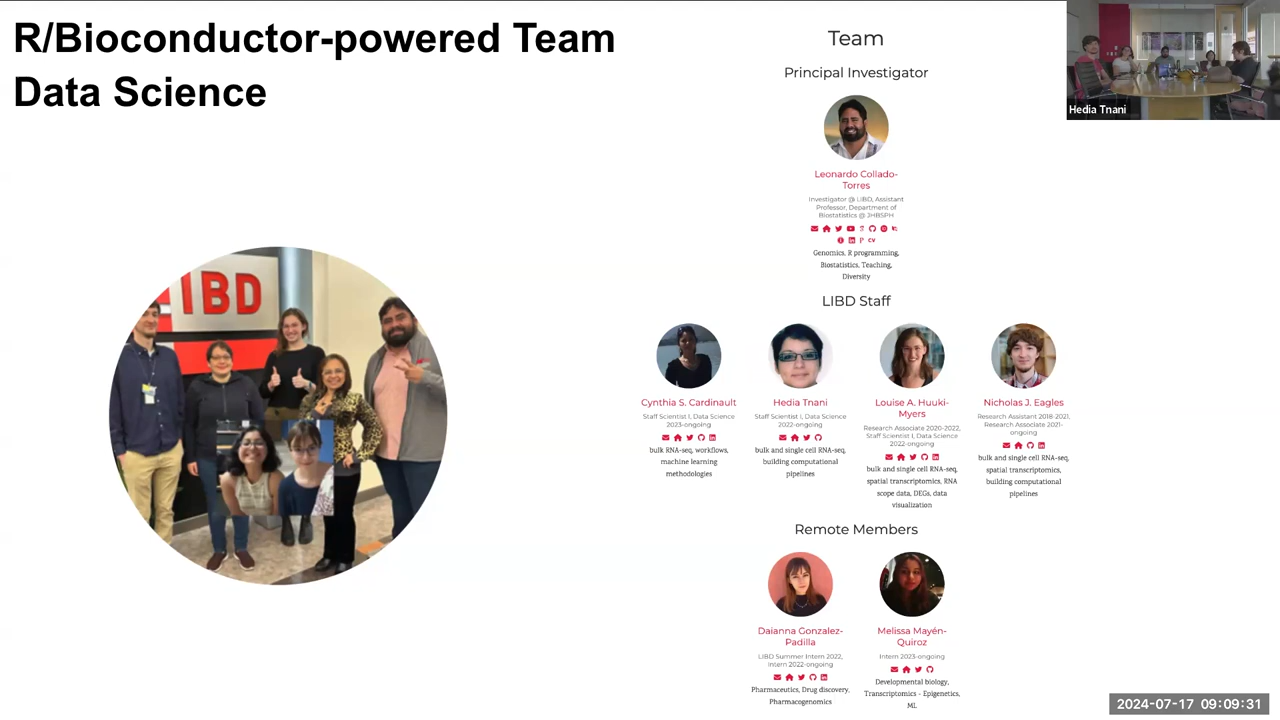 R/Bioconductor-powered Team
Data Science
Team
Principal Investigator
Leonardo Collado-
Torres
Investigator @ LIBD, Assistant
Professor, Department of
Biostatistics @ JHBSPH
CV
Genomics, R programming,
Biostatistics, Teaching,
Diversity
LIBD Staff
Cynthia S. Cardinault
Staff Scientist I, Data Science
2023-ongoing
bulk RNA-seq, workflows,
machine learning
methodologies
Hedia Tnani
Staff Scientist I, Data Science
2022-ongoing
bulk and single cell RNA-seq,
building computational
pipelines
Louise A. Huuki-
Myers
Research Associate 2020-2022,
Staff Scientist I, Data Science
2022-ongoing
bulk and single cell RNA-seq,
spatial transcriptomics, RNA
scope data, DEGs, data
visualization
Nicholas J. Eagles
Research Assistant 2018-2021,
Research Associate 2021-
ongoing
bulk and single cell RNA-seq,
spatial transcriptomics,
building computational
pipelines
Remote Members
Daianna Gonzalez-
Padilla
LIBD Summer Intern 2022,
Intern 2022-ongoing
Pharmaceutics, Drug discovery,
Pharmacogenomics
Melissa Mayén-
Quiroz
Intern 2023-ongoing
Developmental biology,
Transcriptomics - Epigenetics,
ML
IBD
Hedia Tnani
2024-07-17 09:09:31